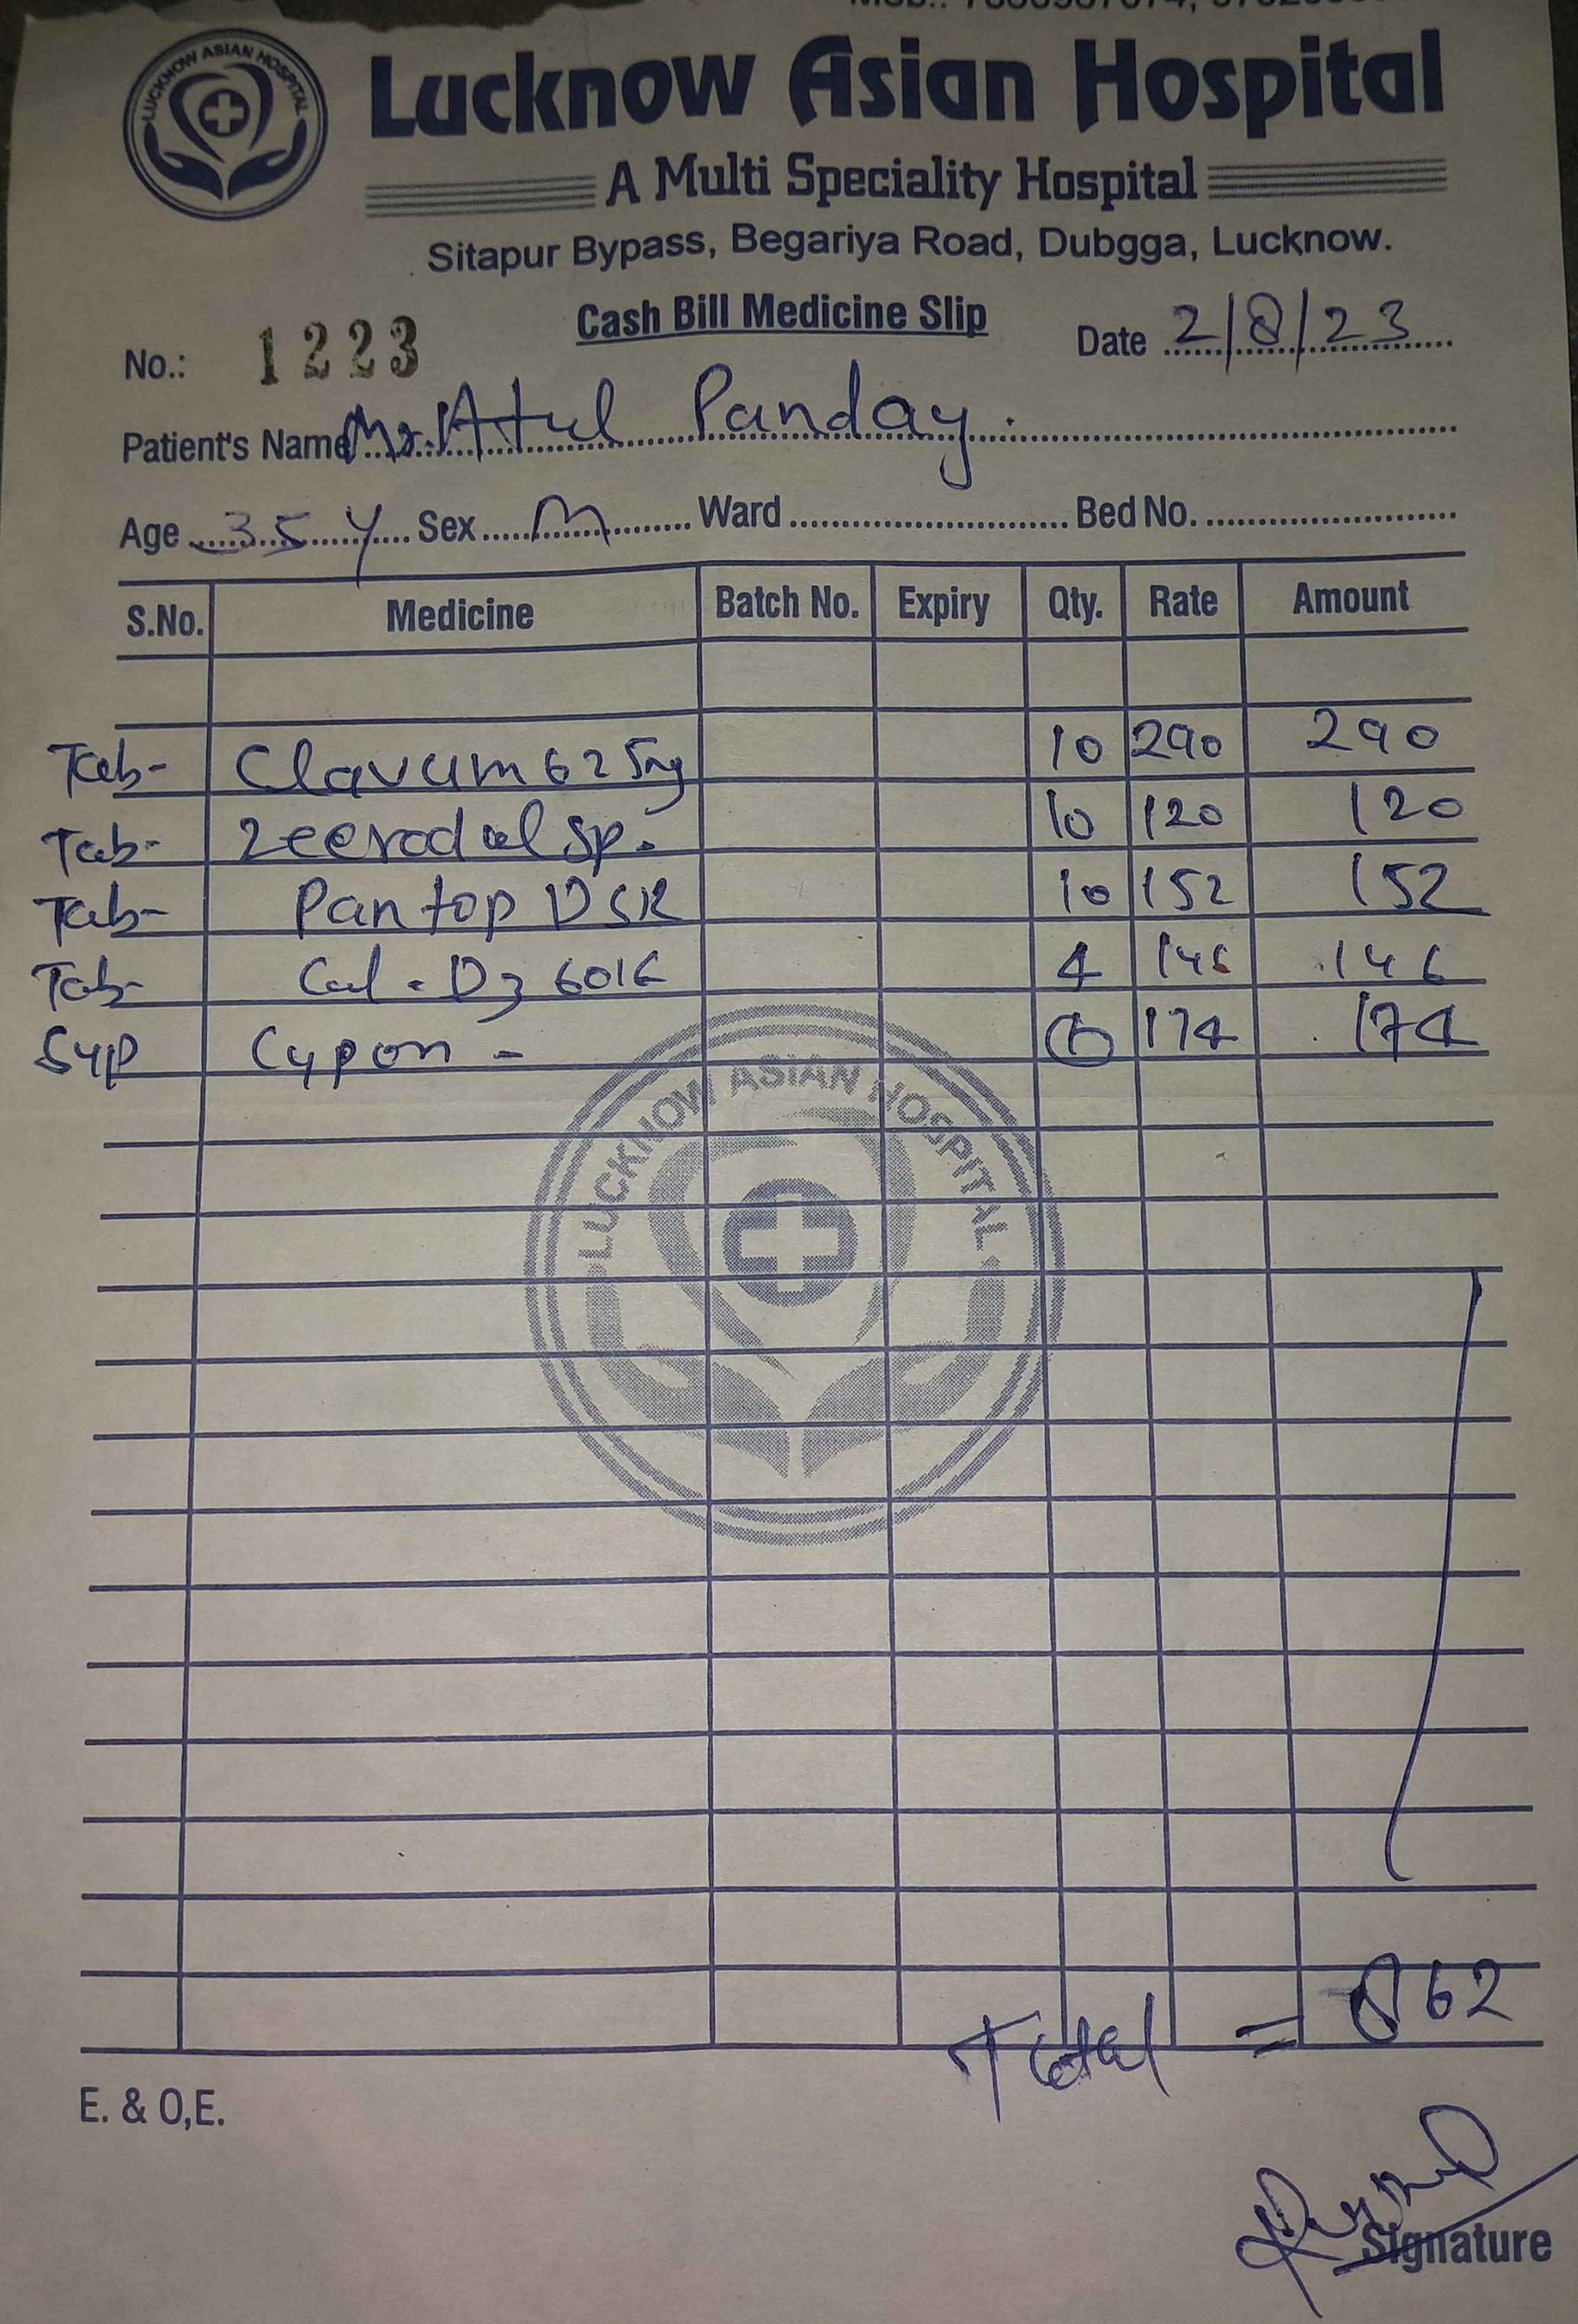 LUCKNOW ASIAN HOSPITAL
Lucknow Asian Hospital
A Multi Speciality Hospital
Sitapur Bypass, Begariya Road, Dubgga, Lucknow.
Cash Bill Medicine Slip
No.: 1223 Date 2/8/23
Patient's Name Mr. Atul Panday.
Age 35 Y Sex M Ward Bed No.
S.No. Medicine Batch No. Expiry Qty. Rate Amount
Tab- Clavum 625mg 10 290 290
Tab- Zeerodol SP. 10 120 120
Tab- Pantop DSR 10 152 152
Tab- Cal. D3 60K 4 146 146
Syp Cypon - 1 174 174
LUCKNOW ASIAN HOSPITAL
Total = 862
E. & O,E.
Signature